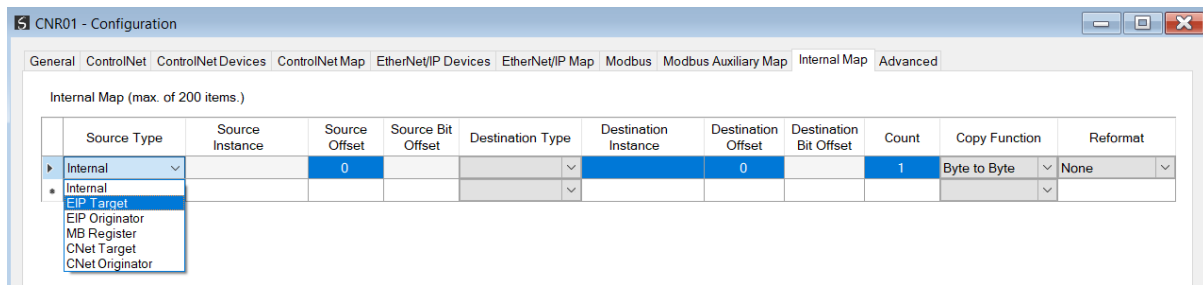 CNR01 - Configuration
General ControlNet ControlNet Devices ControlNet Map EtherNet/IP Devices EtherNet/IP Map Modbus Modbus Auxiliary Map Internal Map Advanced
Internal Map (max. of 200 items.)
Source Type Source Instance Source Offset Source Bit Offset Destination Type Destination Instance Destination Offset Destination Bit Offset Count Copy Function Reformat
Internal 0 0 1 Byte to Byte None
Internal
EIP Target
EIP Originator
MB Register
CNet Target
CNet Originator